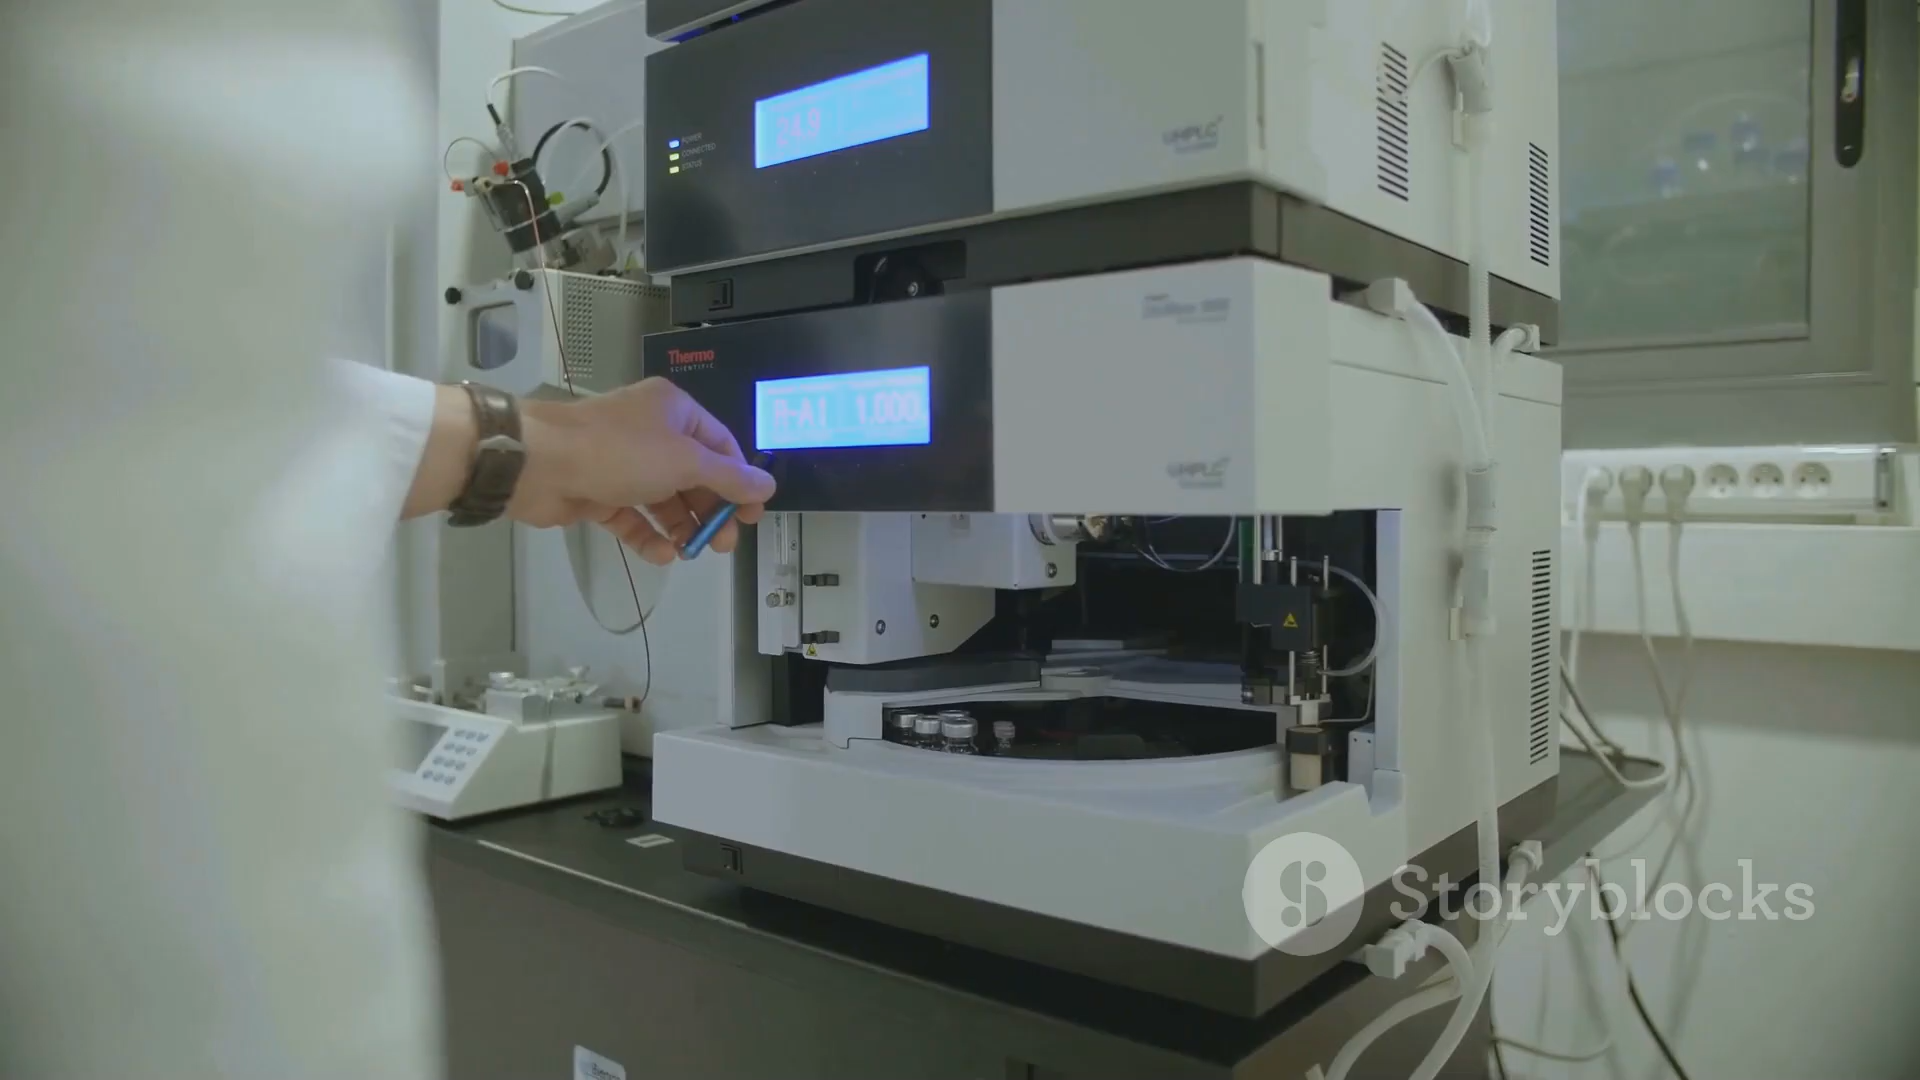 POWER
CONNECTED
STATUS
24.9
UHPLC
Thermo
SCIENTIFIC
R-A1 1.000
UHPLC
Storyblocks